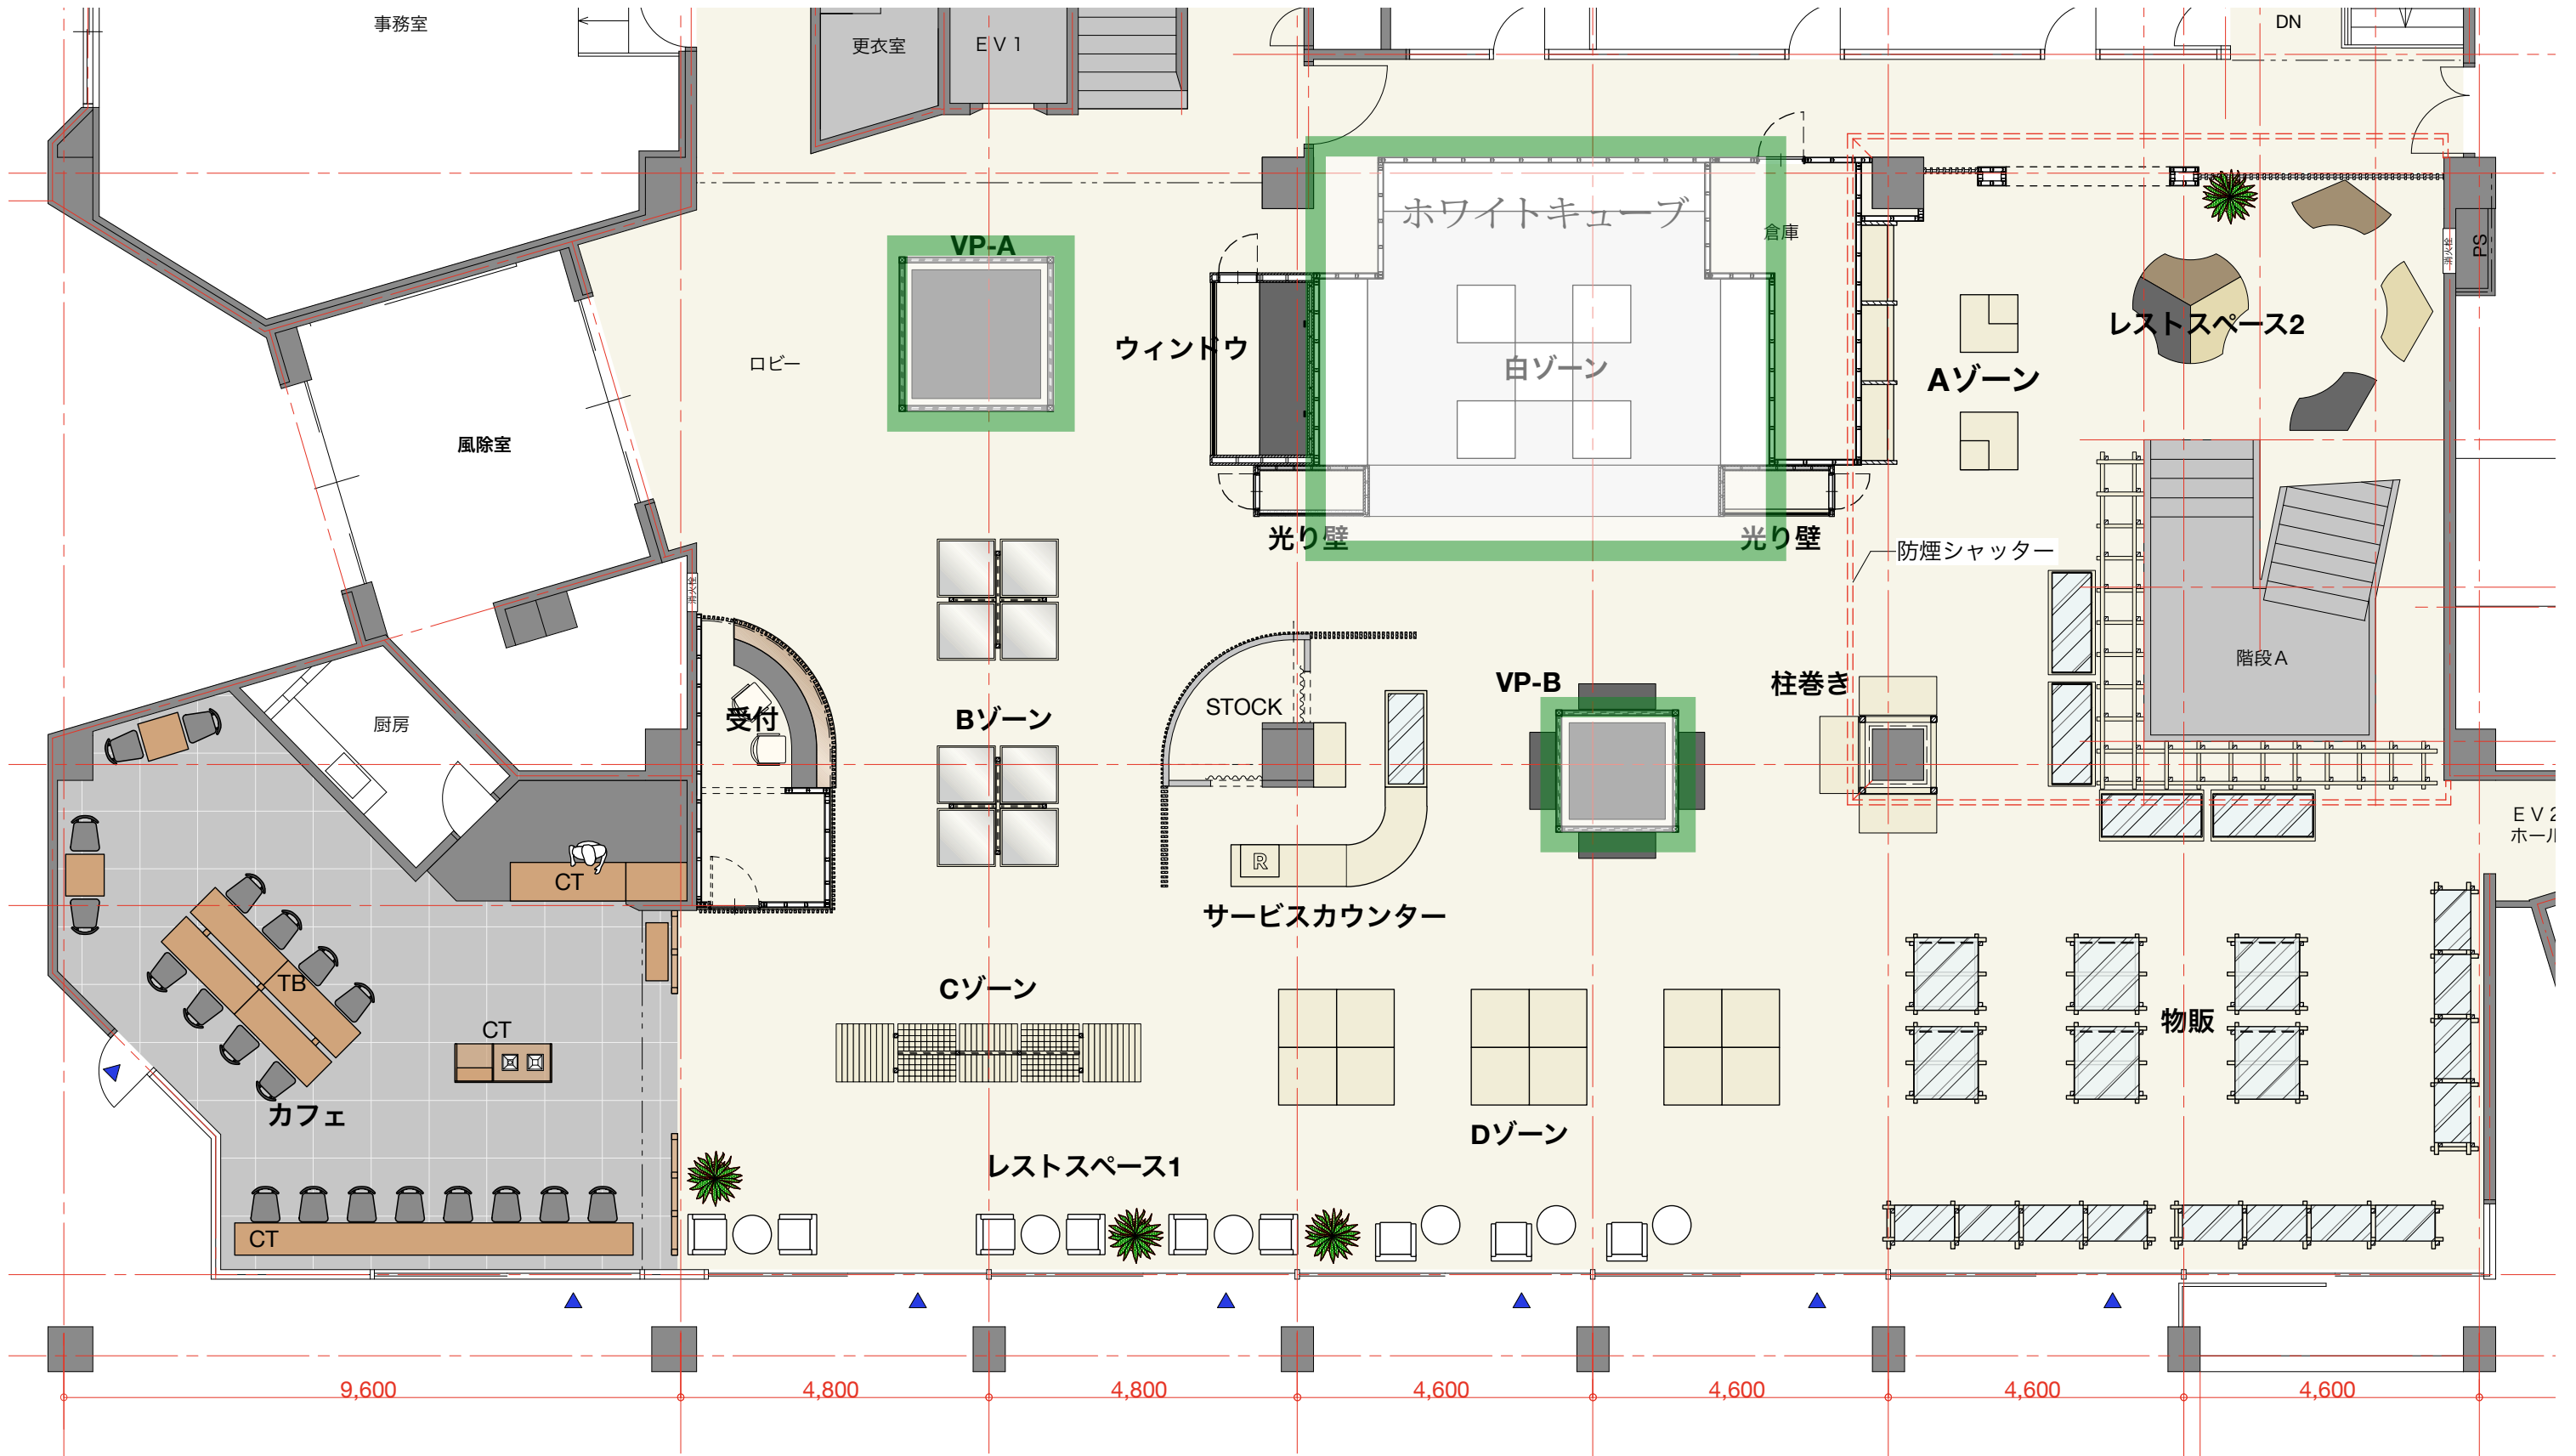 事務室
更衣室
EV1
DN
ホワイトキューブ
倉庫
VP-A
PS
消火栓
レストスペース2
ウィンドウ
ロビー
白ゾーン
Aゾーン
風除室
光り壁
光り壁
防煙シャッター
消火栓
階段A
VP-B
柱巻き
STOCK
受付
Bゾーン
厨房
EV2
ホール
R
CT
サービスカウンター
TB
Cゾーン
CT
物販
カフェ
Dゾーン
レストスペース1
CT
9,600
4,800
4,800
4,600
4,600
4,600
4,600